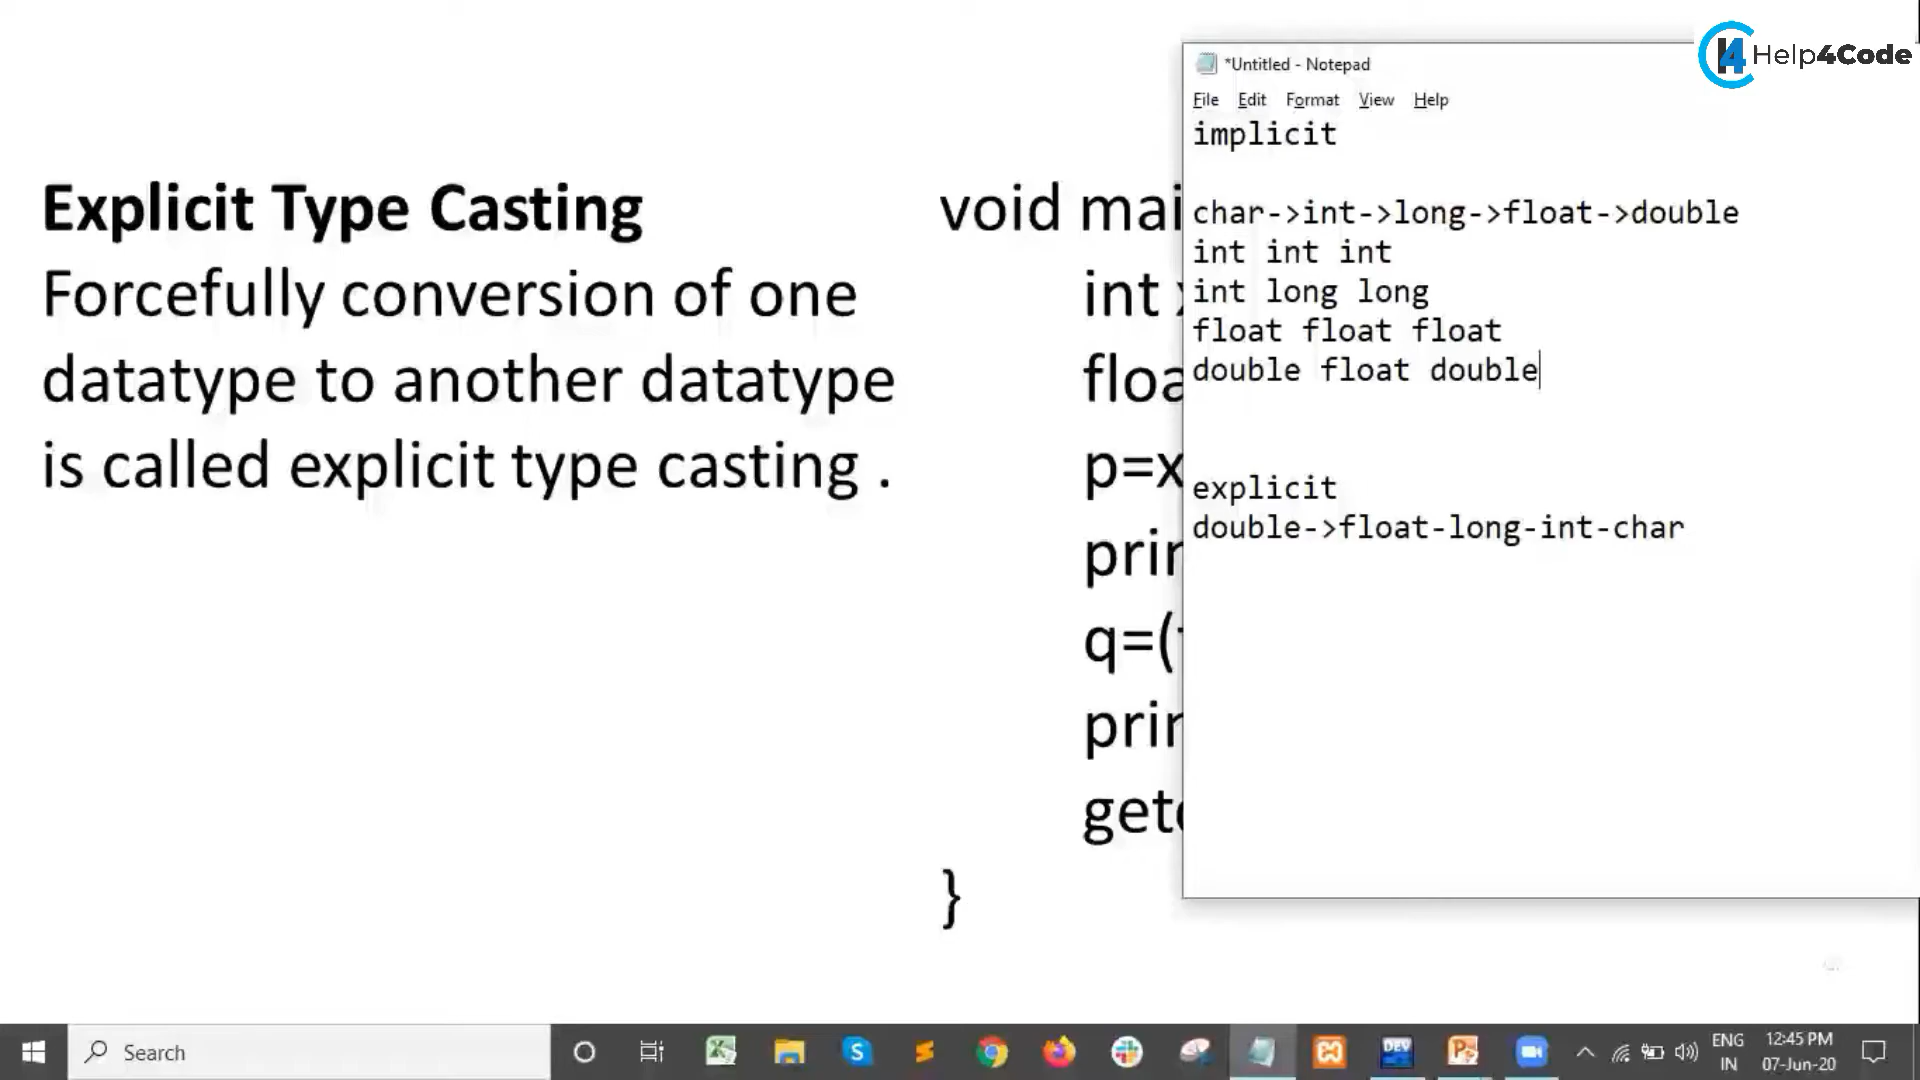 Explicit Type Casting
Forcefully conversion of one
datatype to another datatype
is called explicit type casting .
void mai
int
floa
p=x
prin
q=(
prin
getc
}
*Untitled - Notepad
File Edit Format View Help
implicit
char->int->long->float->double
int int int
int long long
float float float
double float double
explicit
double->float-long-int-char
Help4Code
Search
ENG
IN
12:45 PM
07-Jun-20